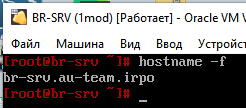 BR-SRV (1mod) [Работает] - Oracle VM V
Файл Машина Вид Ввод Устройства
[root@br-srv ~]# hostname -f
br-srv.au-team.irpo
[root@br-srv ~]# _